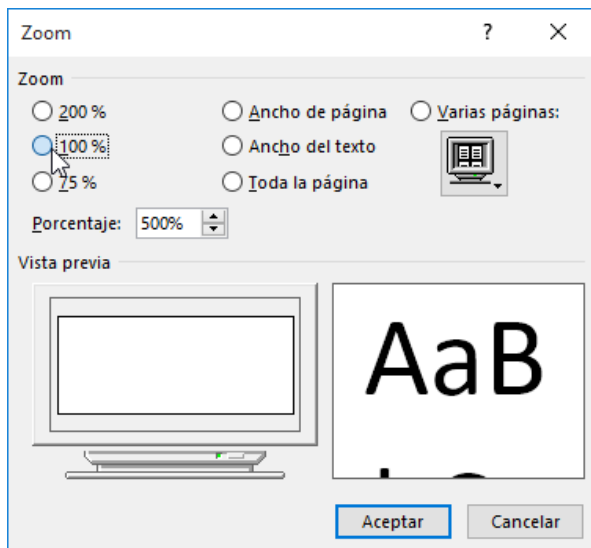 Zoom ?
Zoom
200 % Ancho de página Varias páginas:
100 % Ancho del texto
75 % Toda la página
Porcentaje: 500%
Vista previa
AaB
Aceptar Cancelar